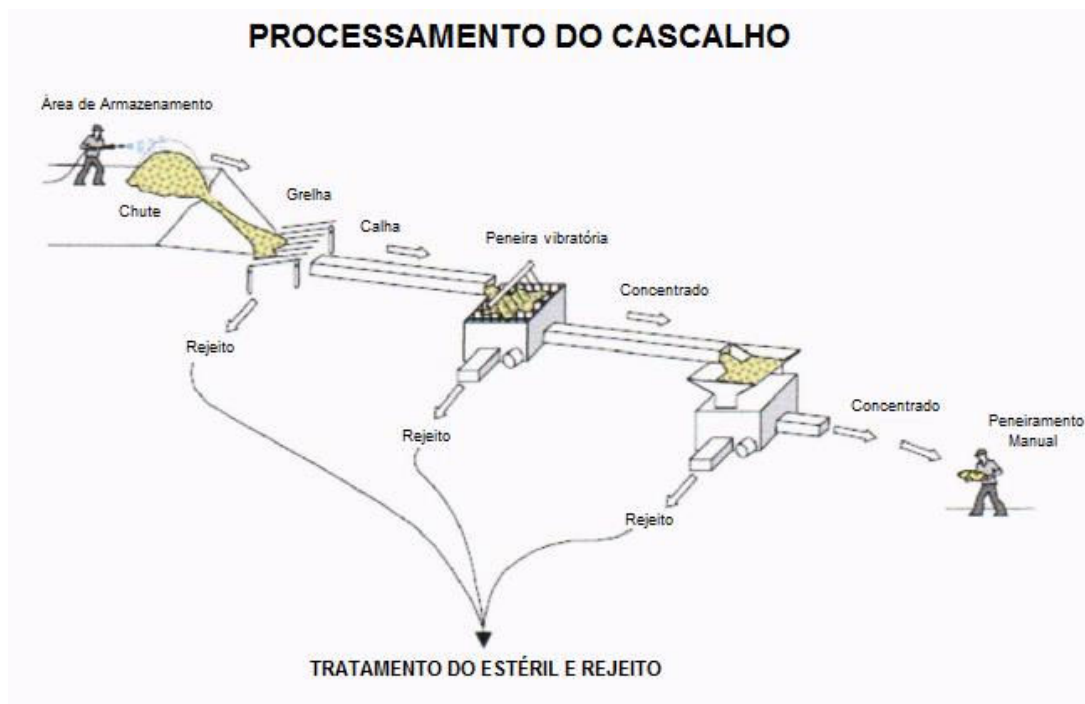 PROCESSAMENTO DO CASCALHO
Área de Armazenamento
Grelha
Chute
Calha
Peneira vibratória
Concentrado
Rejeito
Concentrado
Peneiramento
Manual
Rejeito
Rejeito
TRATAMENTO DO ESTÉRIL E REJEITO